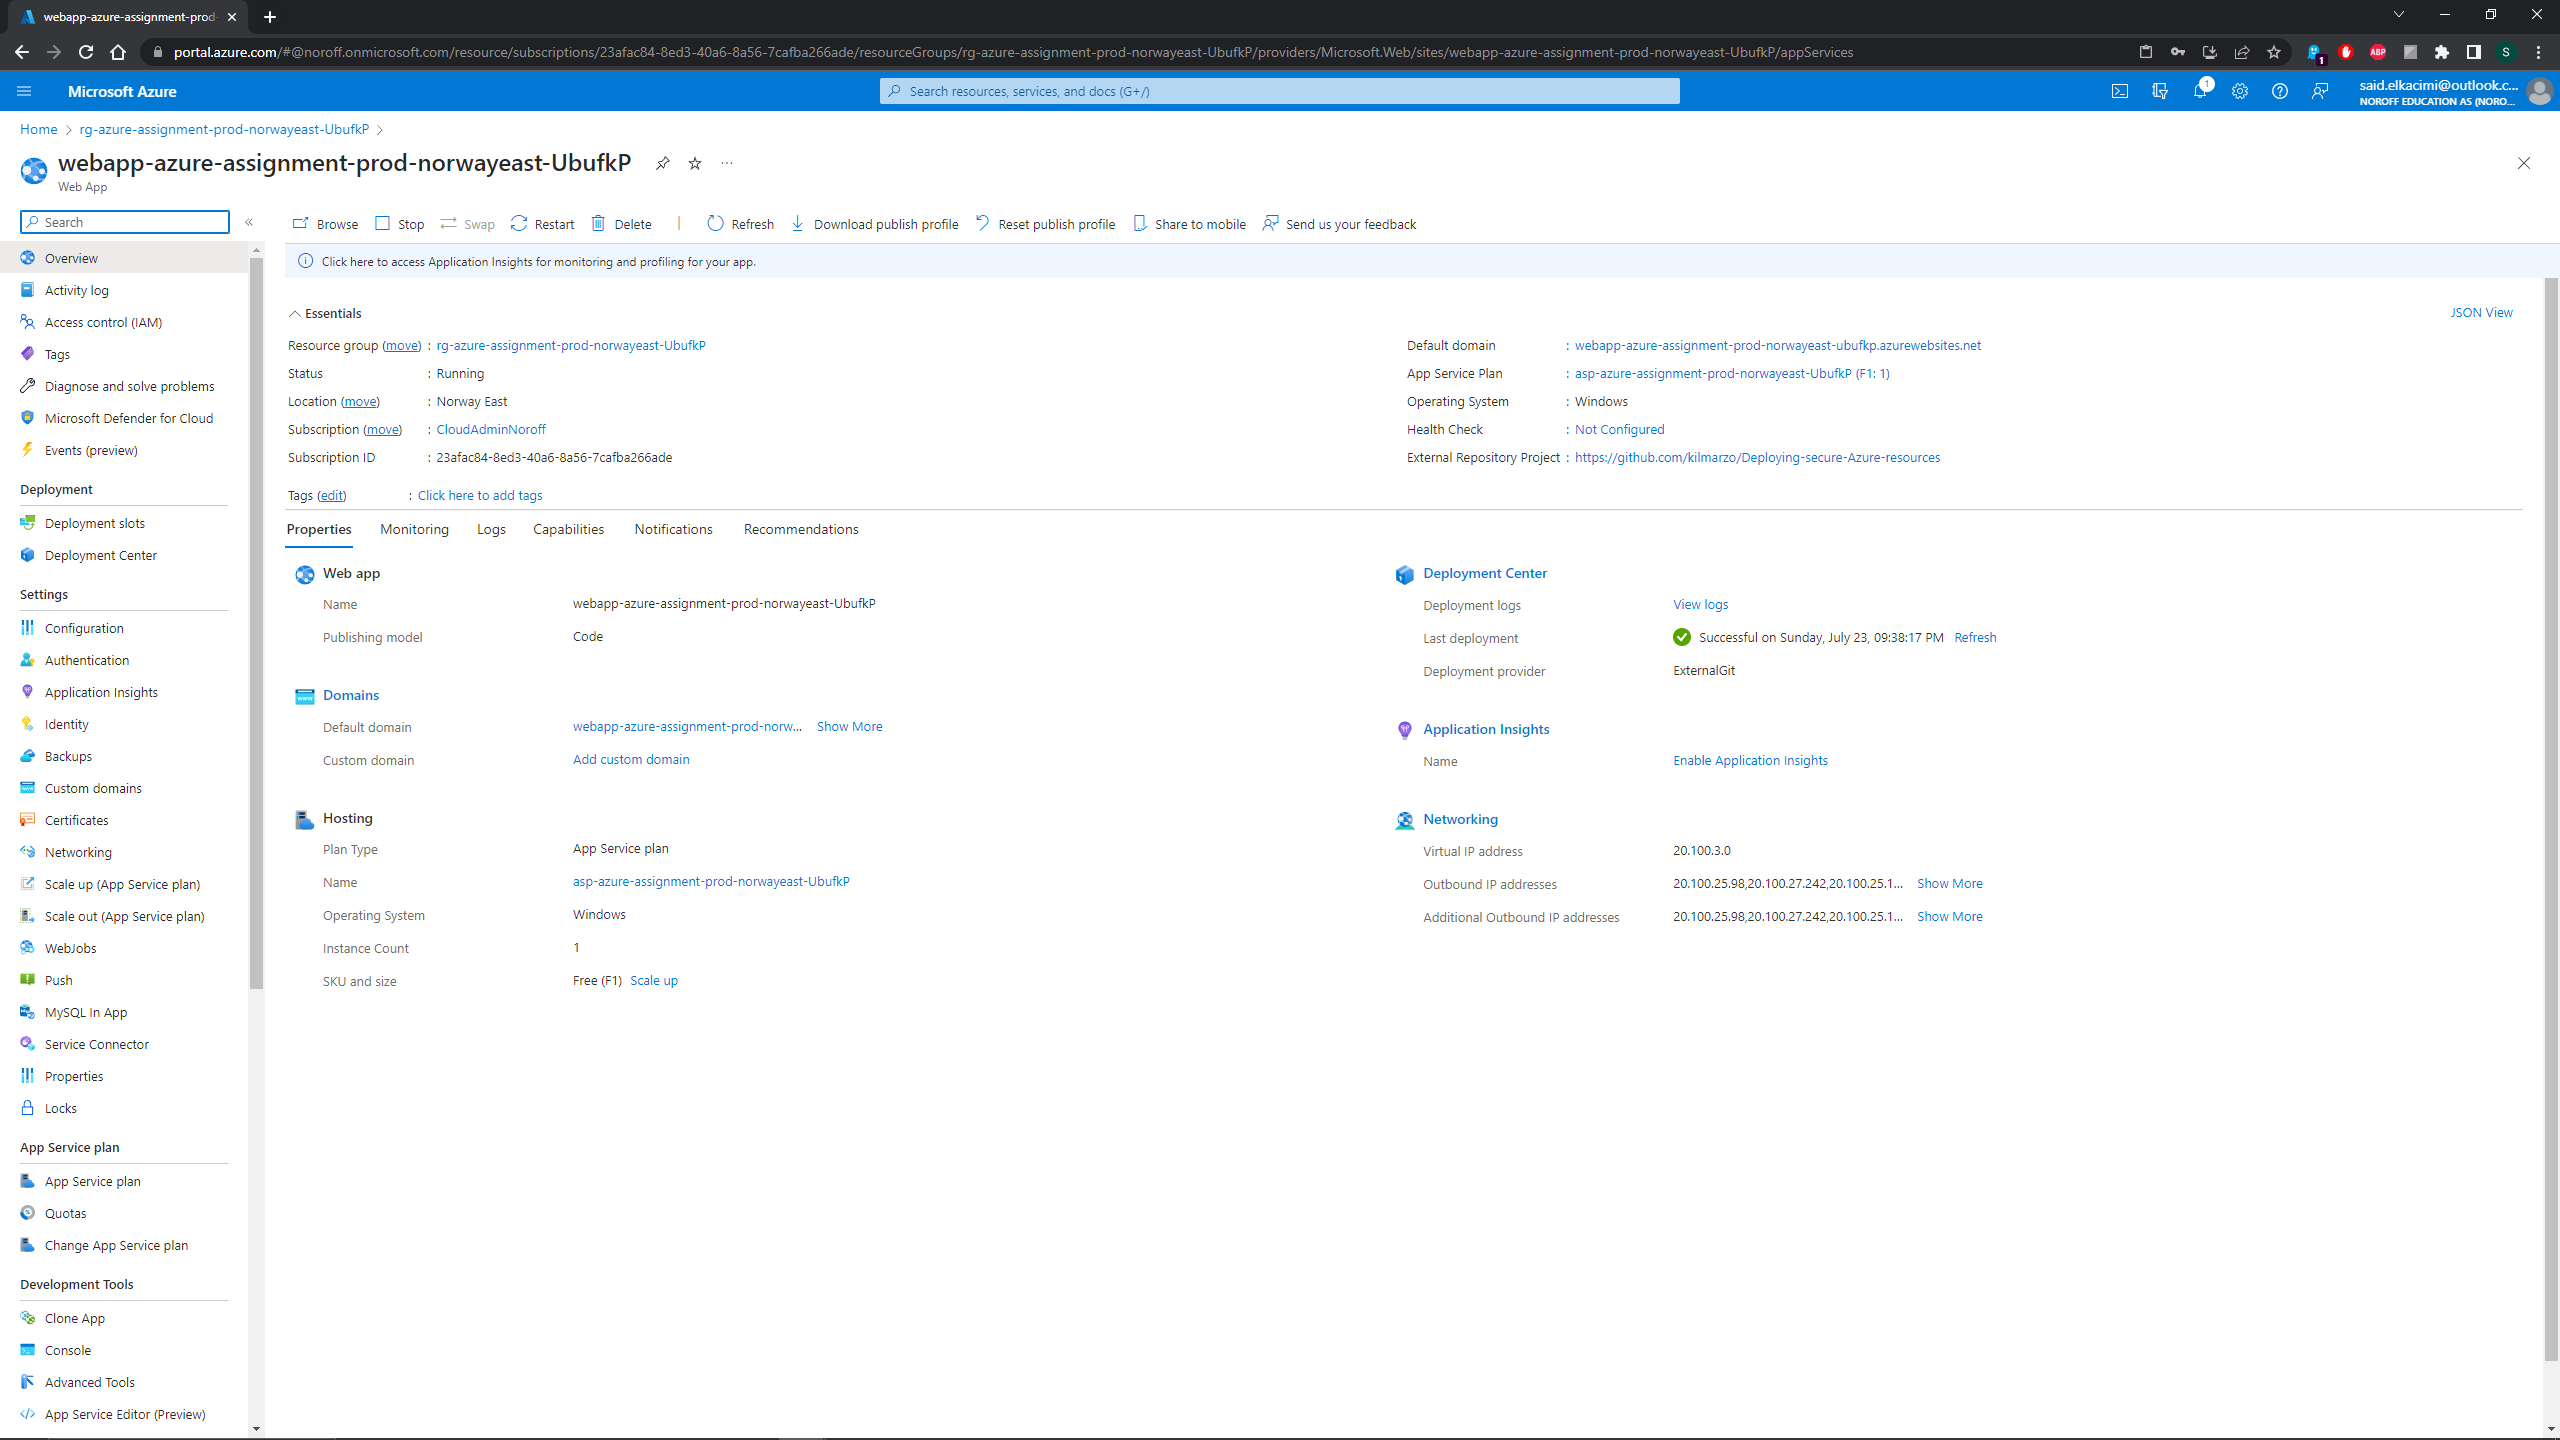 webapp-azure-assignment-prod-
portal.azure.com/#@noroff.onmicrosoft.com/resource/subscriptions/23afac84-8ed3-40a6-8a56-7cafba266ade/resourceGroups/rg-azure-assignment-prod-norwayeast-UbufkP/providers/Microsoft.Web/sites/webapp-azure-assignment-prod-norwayeast-UbufkP/appServices
ABP
1
S
Microsoft Azure
Search resources, services, and docs (G+/)
1
said.elkacimi@outlook.c...
NOROFF EDUCATION AS (NORO...
Home > rg-azure-assignment-prod-norwayeast-UbufkP >
webapp-azure-assignment-prod-norwayeast-UbufkP ...
Web App
Search
«
Browse Stop Swap Restart Delete | Refresh Download publish profile Reset publish profile Share to mobile Send us your feedback
Click here to access Application Insights for monitoring and profiling for your app.
Overview
Activity log
Access control (IAM)
Tags
Diagnose and solve problems
Microsoft Defender for Cloud
Events (preview)
Deployment
Deployment slots
Deployment Center
Settings
Configuration
Authentication
Application Insights
Identity
Backups
Custom domains
Certificates
Networking
Scale up (App Service plan)
Scale out (App Service plan)
WebJobs
Push
MySQL In App
Service Connector
Properties
Locks
App Service plan
App Service plan
Quotas
Change App Service plan
Development Tools
Clone App
Console
Advanced Tools
App Service Editor (Preview)
Essentials
JSON View
Resource group (move) : rg-azure-assignment-prod-norwayeast-UbufkP
Status : Running
Location (move) : Norway East
Subscription (move) : CloudAdminNoroff
Subscription ID : 23afac84-8ed3-40a6-8a56-7cafba266ade
Default domain : webapp-azure-assignment-prod-norwayeast-ubufkp.azurewebsites.net
App Service Plan : asp-azure-assignment-prod-norwayeast-UbufkP (F1: 1)
Operating System : Windows
Health Check : Not Configured
External Repository Project : https://github.com/kilmarzo/Deploying-secure-Azure-resources
Tags (edit) : Click here to add tags
Properties Monitoring Logs Capabilities Notifications Recommendations
Web app
Name webapp-azure-assignment-prod-norwayeast-UbufkP
Publishing model Code
Domains
Default domain webapp-azure-assignment-prod-norw... Show More
Custom domain Add custom domain
Hosting
Plan Type App Service plan
Name asp-azure-assignment-prod-norwayeast-UbufkP
Operating System Windows
Instance Count 1
SKU and size Free (F1) Scale up
Deployment Center
Deployment logs View logs
Last deployment Successful on Sunday, July 23, 09:38:17 PM Refresh
Deployment provider ExternalGit
Application Insights
Name Enable Application Insights
Networking
Virtual IP address 20.100.3.0
Outbound IP addresses 20.100.25.98,20.100.27.242,20.100.25.1... Show More
Additional Outbound IP addresses 20.100.25.98,20.100.27.242,20.100.25.1... Show More